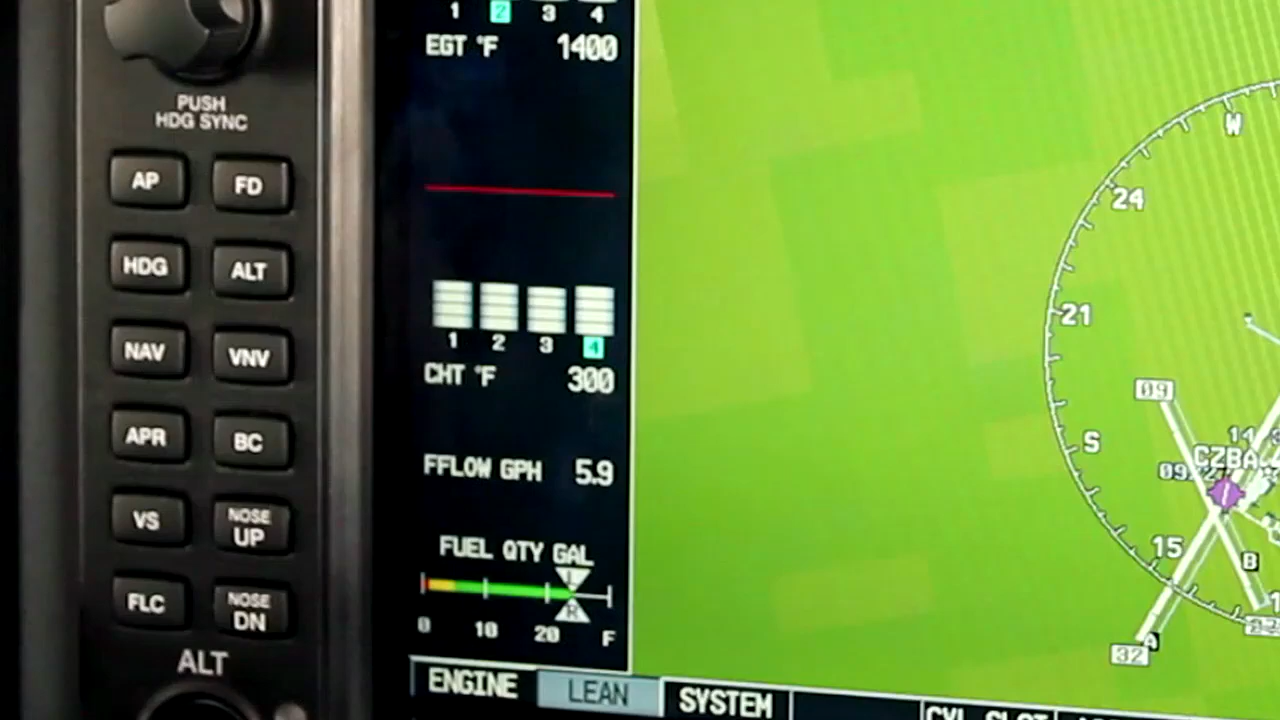 PUSH
HDG SYNC
AP
FD
HDG
ALT
NAV
VNV
APR
BC
VS
NOSE
UP
FLC
NOSE
DN
ALT
1 2 3 4
EGT °F 1400
1 2 3 4
CHT °F 300
FFLOW GPH 5.9
FUEL QTY GAL
L
R
0 10 20 F
ENGINE
LEAN
SYSTEM
W
24
21
S
15
09
CZBA
B
A
32